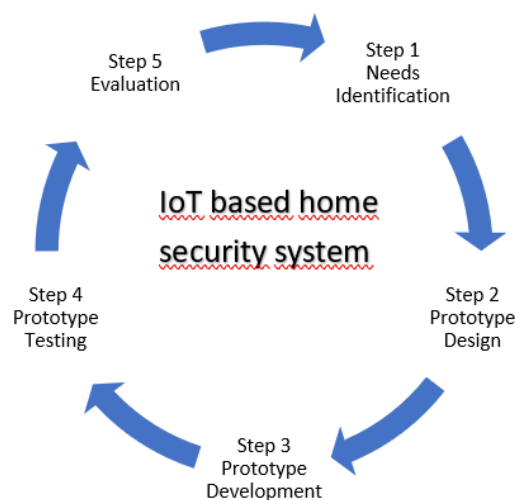 Step 1
Needs
Identification
Step 2
Prototype
Design
Step 3
Prototype
Development
Step 4
Prototype
Testing
Step 5
Evaluation
IoT based home
security system